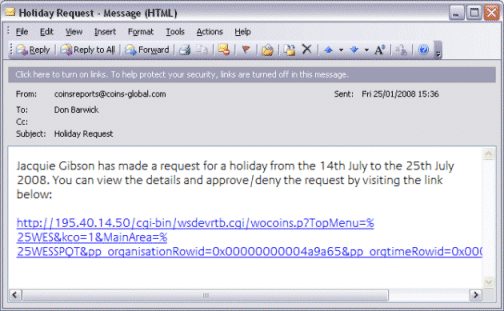 Holiday Request - Message (HTML)
File Edit View Insert Format Tools Actions Help
Reply Reply to All Forward
Click here to turn on links. To help protect your security, links are turned off in this message.
From: coinsreports@coins-global.com Sent: Fri 25/01/2008 15:36
To: Don Barwick
Cc:
Subject: Holiday Request
Jacquie Gibson has made a request for a holiday from the 14th July to the 25th July
2008. You can view the details and approve/deny the request by visiting the link
below:
http://195.40.14.50/cgi-bin/wsdevrtb.cgi/wocoins.p?TopMenu=%
25WES&kco=1&MainArea=%
25WESSPQT&pp_organisationRowid=0x00000000004a9a65&pp_orgtimeRowid=0x000